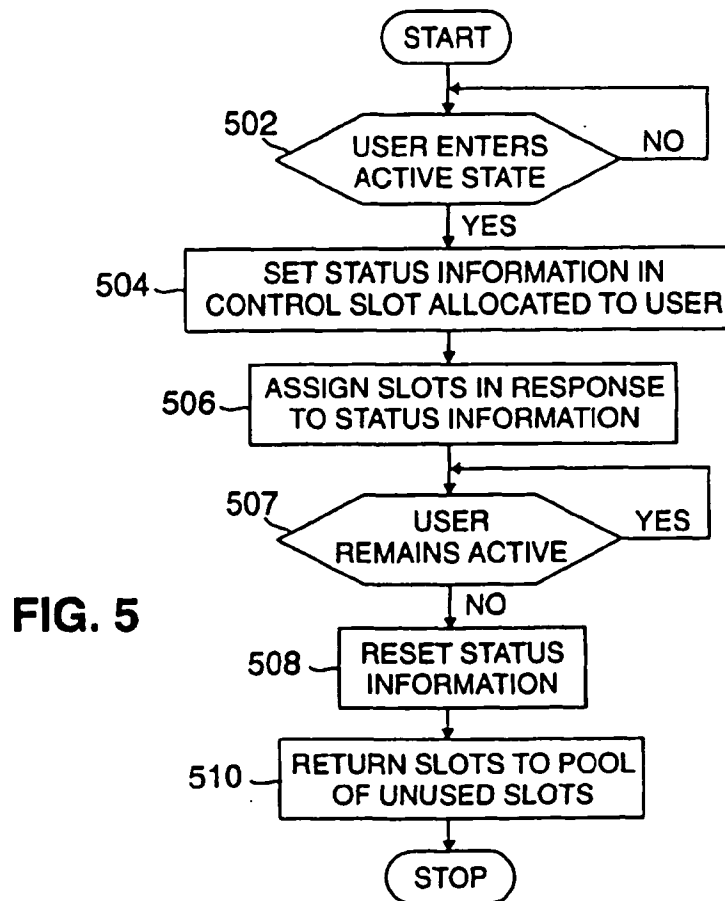 START
502
USER ENTERS
ACTIVE STATE
NO
YES
504
SET STATUS INFORMATION IN
CONTROL SLOT ALLOCATED TO USER
506
ASSIGN SLOTS IN RESPONSE
TO STATUS INFORMATION
507
USER
REMAINS ACTIVE
YES
NO
FIG. 5
508
RESET STATUS
INFORMATION
510
RETURN SLOTS TO POOL
OF UNUSED SLOTS
STOP